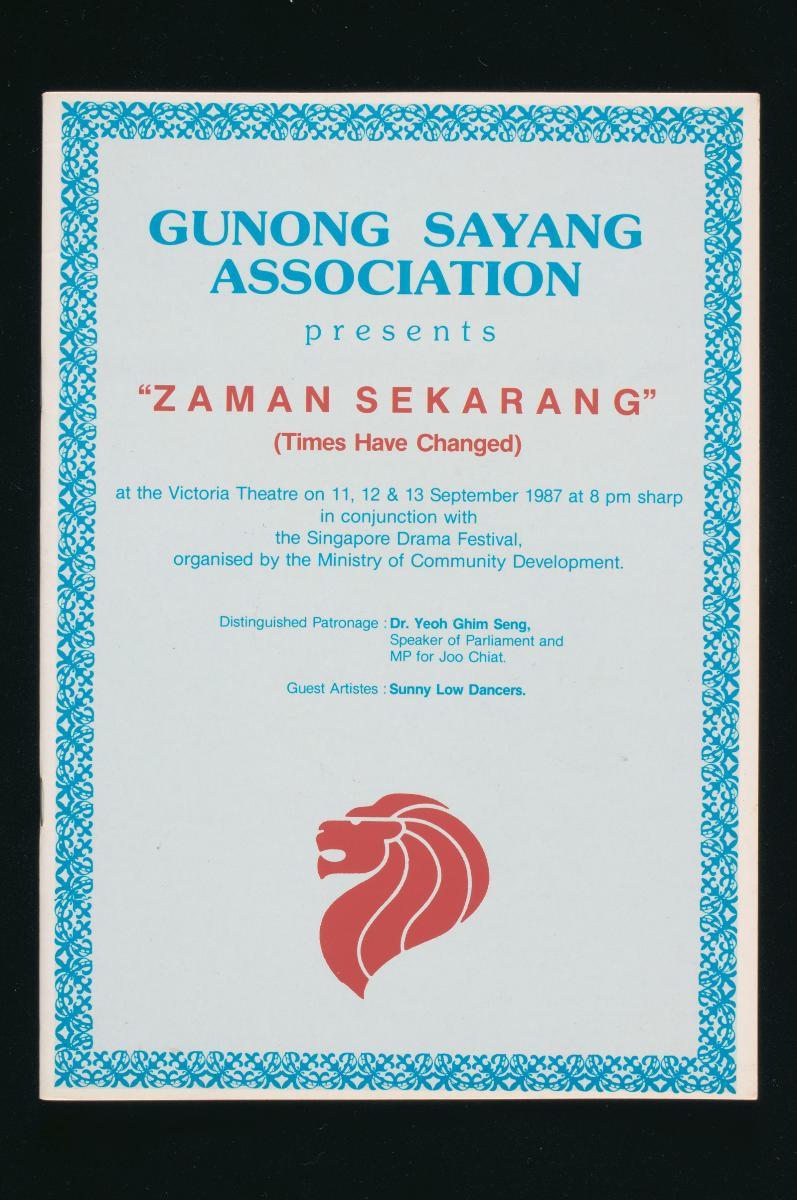 GUNONG SAYANG
ASSOCIATION
presents
“ZAMAN SEKARANG”
(Times Have Changed)
at the Victoria Theatre on 11, 12 & 13 September 1987 at 8 pm sharp
in conjunction with
the Singapore Drama Festival,
organised by the Ministry of Community Development.
Distinguished Patronage : Dr. Yeoh Ghim Seng,
Speaker of Parliament and
MP for Joo Chiat.
Guest Artistes : Sunny Low Dancers.